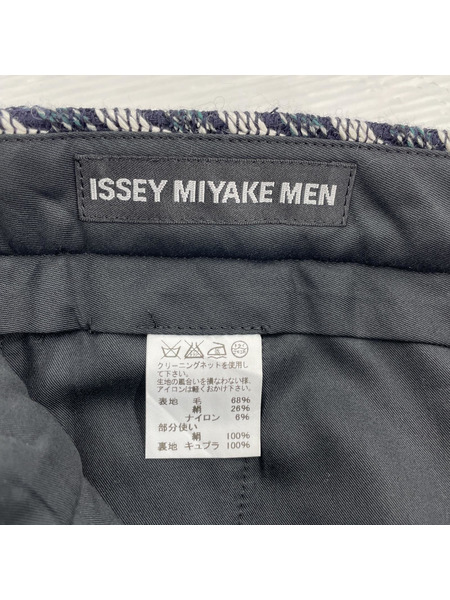 ISSEY MIYAKE MEN
クリーニングネットを使用し
て下さい。
生地の風合いを損なわない様、
アイロンは軽くおかけ下さい。
表地 毛 68%
絹 26%
ナイロン 6%
部分使い
絹 100%
裏地 キュプラ 100%